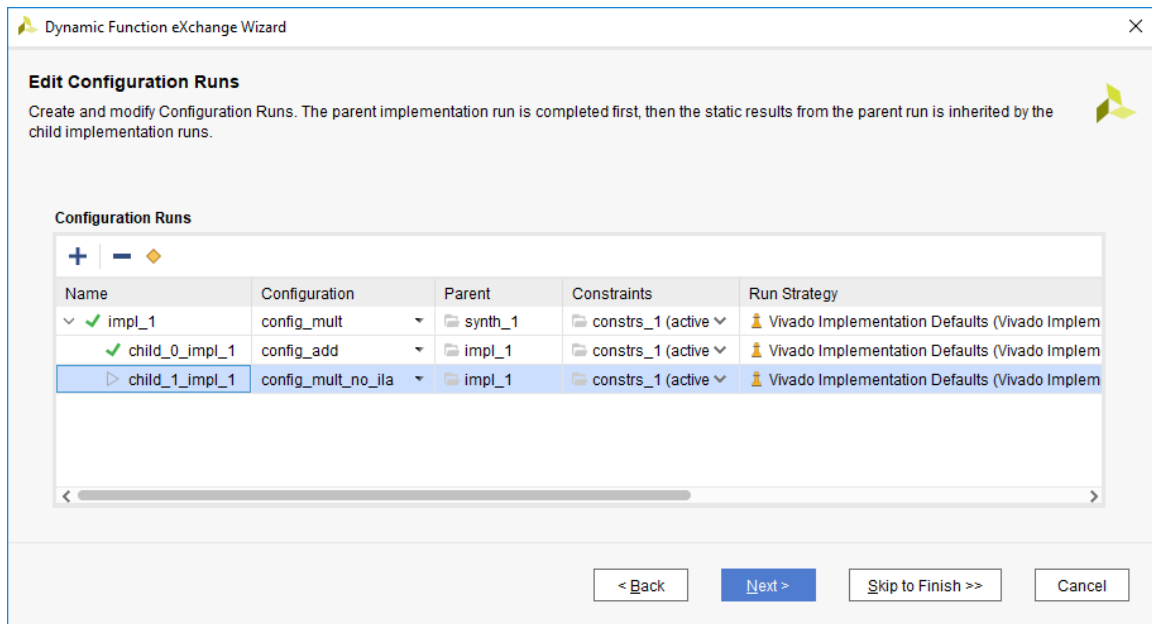 Dynamic Function eXchange Wizard
Edit Configuration Runs
Create and modify Configuration Runs. The parent implementation run is completed first, then the static results from the parent run is inherited by the
child implementation runs.
Configuration Runs
Name Configuration Parent Constraints Run Strategy
impl_1 config_mult synth_1 constrs_1 (active Vivado Implementation Defaults (Vivado Implem
child_0_impl_1 config_add impl_1 constrs_1 (active Vivado Implementation Defaults (Vivado Implem
child_1_impl_1 config_mult_no_ila impl_1 constrs_1 (active Vivado Implementation Defaults (Vivado Implem
< Back Next > Skip to Finish >> Cancel